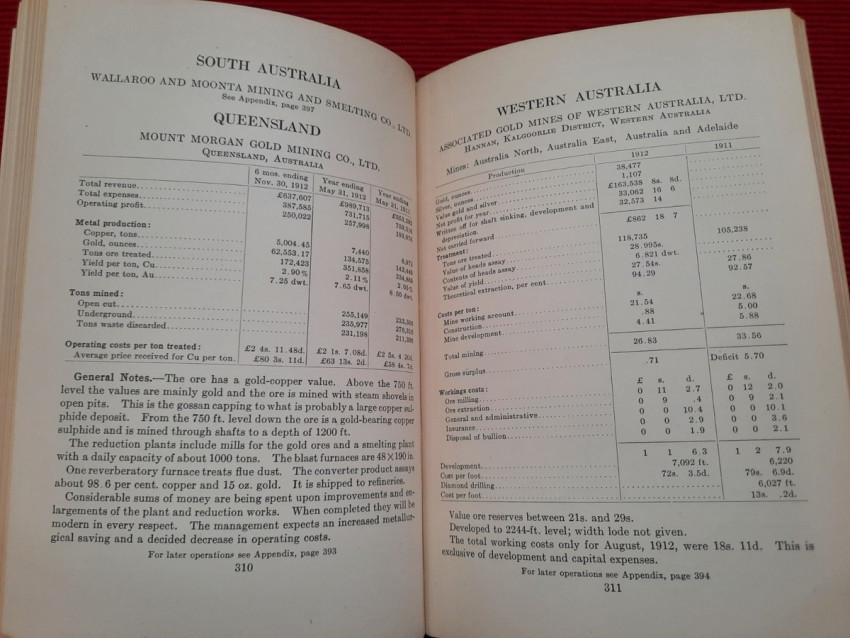 SOUTH AUSTRALIA
WALLAROO AND MOONTA MINING AND SMELTING CO., LTD.
See Appendix, page 397
QUEENSLAND
MOUNT MORGAN GOLD MINING CO., LTD.
QUEENSLAND, AUSTRALIA
6 mos. ending Nov. 30, 1912 Year ending May 31, 1912 Year ending May 31, 1911
Total revenue £637,607 £989,713
Total expenses 387,585 731,715
Operating profit 250,022 257,998
Metal production:
Copper, tons 5,004.45 7,440 6,971
Gold, ounces 62,553.17 134,575
Tons ore treated 172,423 351,858
Yield per ton, Cu. 2.90% 2.11%
Yield per ton, Au. 7.25 dwt. 7.65 dwt.
Tons mined:
Open cut 255,149
Underground 235,977
Tons waste discarded 231,198
Operating costs per ton treated: £2 4s. 11.48d. £2 1s. 7.08d.
Average price received for Cu per ton. £80 3s. 11d. £63 13s. 2d.
General Notes.—The ore has a gold-copper value. Above the 750 ft.
level the values are mainly gold and the ore is mined with steam shovels in
open pits. This is the gossan capping to what is probably a large copper sul-
phide deposit. From the 750 ft. level down the ore is a gold-bearing copper
sulphide and is mined through shafts to a depth of 1200 ft.
The reduction plants include mills for the gold ores and a smelting plant
with a daily capacity of about 1000 tons. The blast furnaces are 48×190 in.
One reverberatory furnace treats flue dust. The converter product assays
about 98.6 per cent. copper and 15 oz. gold. It is shipped to refineries.
Considerable sums of money are being spent upon improvements and en-
largements of the plant and reduction works. When completed they will be
modern in every respect. The management expects an increased metallur-
gical saving and a decided decrease in operating costs.
For later operations see Appendix, page 393
310
WESTERN AUSTRALIA
ASSOCIATED GOLD MINES OF WESTERN AUSTRALIA, LTD.
HANNAN, KALGOORLIE DISTRICT, WESTERN AUSTRALIA
Mines: Australia North, Australia East, Australia and Adelaide
Production 1912 1911
Gold, ounces 38,477
Silver, ounces 1,107
Value gold and silver £163,538 8s. 8d.
Net profit for year 33,062 16 6
Written off for shaft sinking, development and
depreciation 32,573 14
Net carried forward £862 18 7
Treatment:
Tons ore treated 118,735 105,238
Value of heads assay 28.995s.
Contents of heads assay 6.821 dwt.
Value of yield 27.54s. 27.86
Theoretical extraction, per cent 94.29 92.57
Costs per ton: s. s.
Mine working account 21.54 22.68
Construction .88 5.00
Mine development 4.41 5.88
Total mining 26.83 33.56
Gross surplus .71 Deficit 5.70
Workings costs: £ s. d. £ s. d.
Ore milling 0 11 2.7 0 12 2.0
Ore extraction 0 9 .4 0 9 2.1
General and administrative 0 0 10.4 0 0 10.1
Insurance 0 0 2.9 0 0 3.6
Disposal of bullion 0 0 1.9 0 0 2.1
1 1 6.3 1 2 7.9
Development 7,092 ft. 6,220
Cost per foot 72s. 3.5d. 79s. 6.9d.
Diamond drilling 6,027 ft.
Cost per foot 13s. .2d.
Value ore reserves between 21s. and 29s.
Developed to 2244-ft. level; width lode not given.
The total working costs only for August, 1912, were 18s. 11d. This is
exclusive of development and capital expenses.
For later operations see Appendix, page 394
311